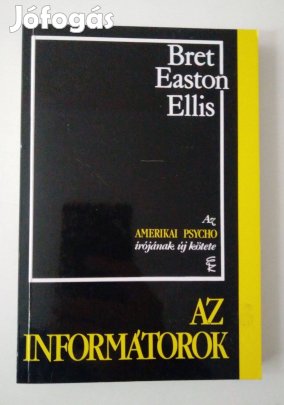 Jófogás
Bret
Easton
Ellis
Az
AMERIKAI PSYCHO
írójának új kötete
AZ
INFORMÁTOROK